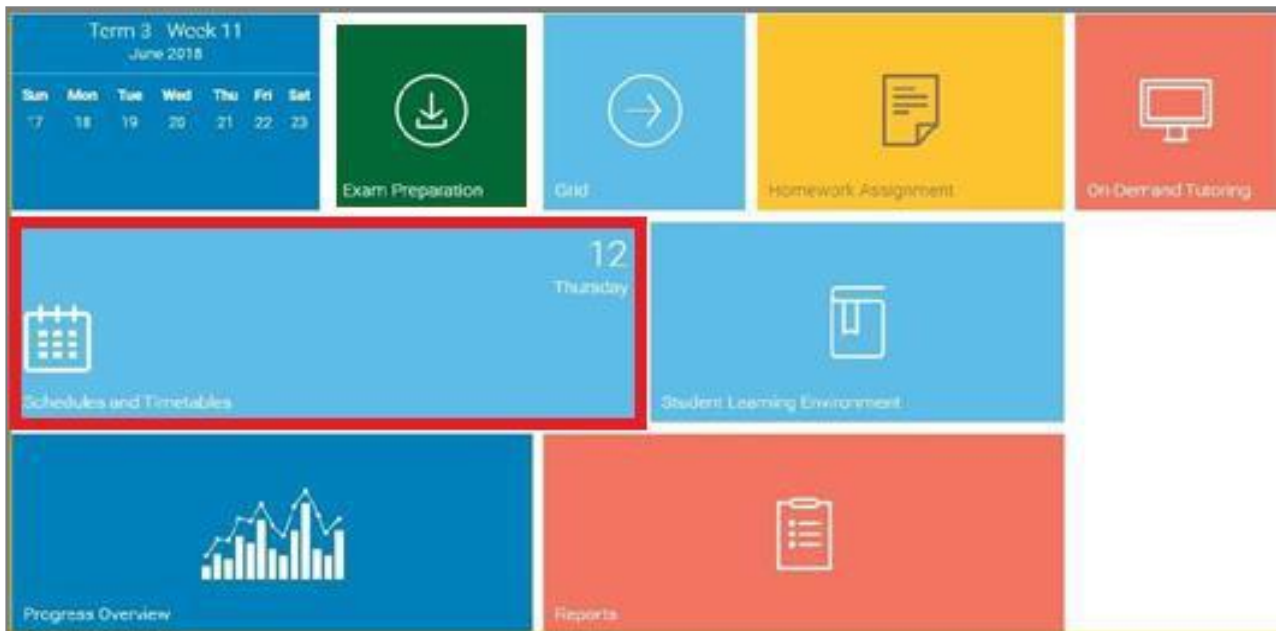 Term 3 Week 11
June 2018
Sun Mon Tue Wed Thu Fri Sat
17 18 19 20 21 22 23
Exam Preparation
Grid
Homework Assignment
On-Demand Tutoring
12
Thursday
Schedules and Timetables
Student Learning Environment
Progress Overview
Reports